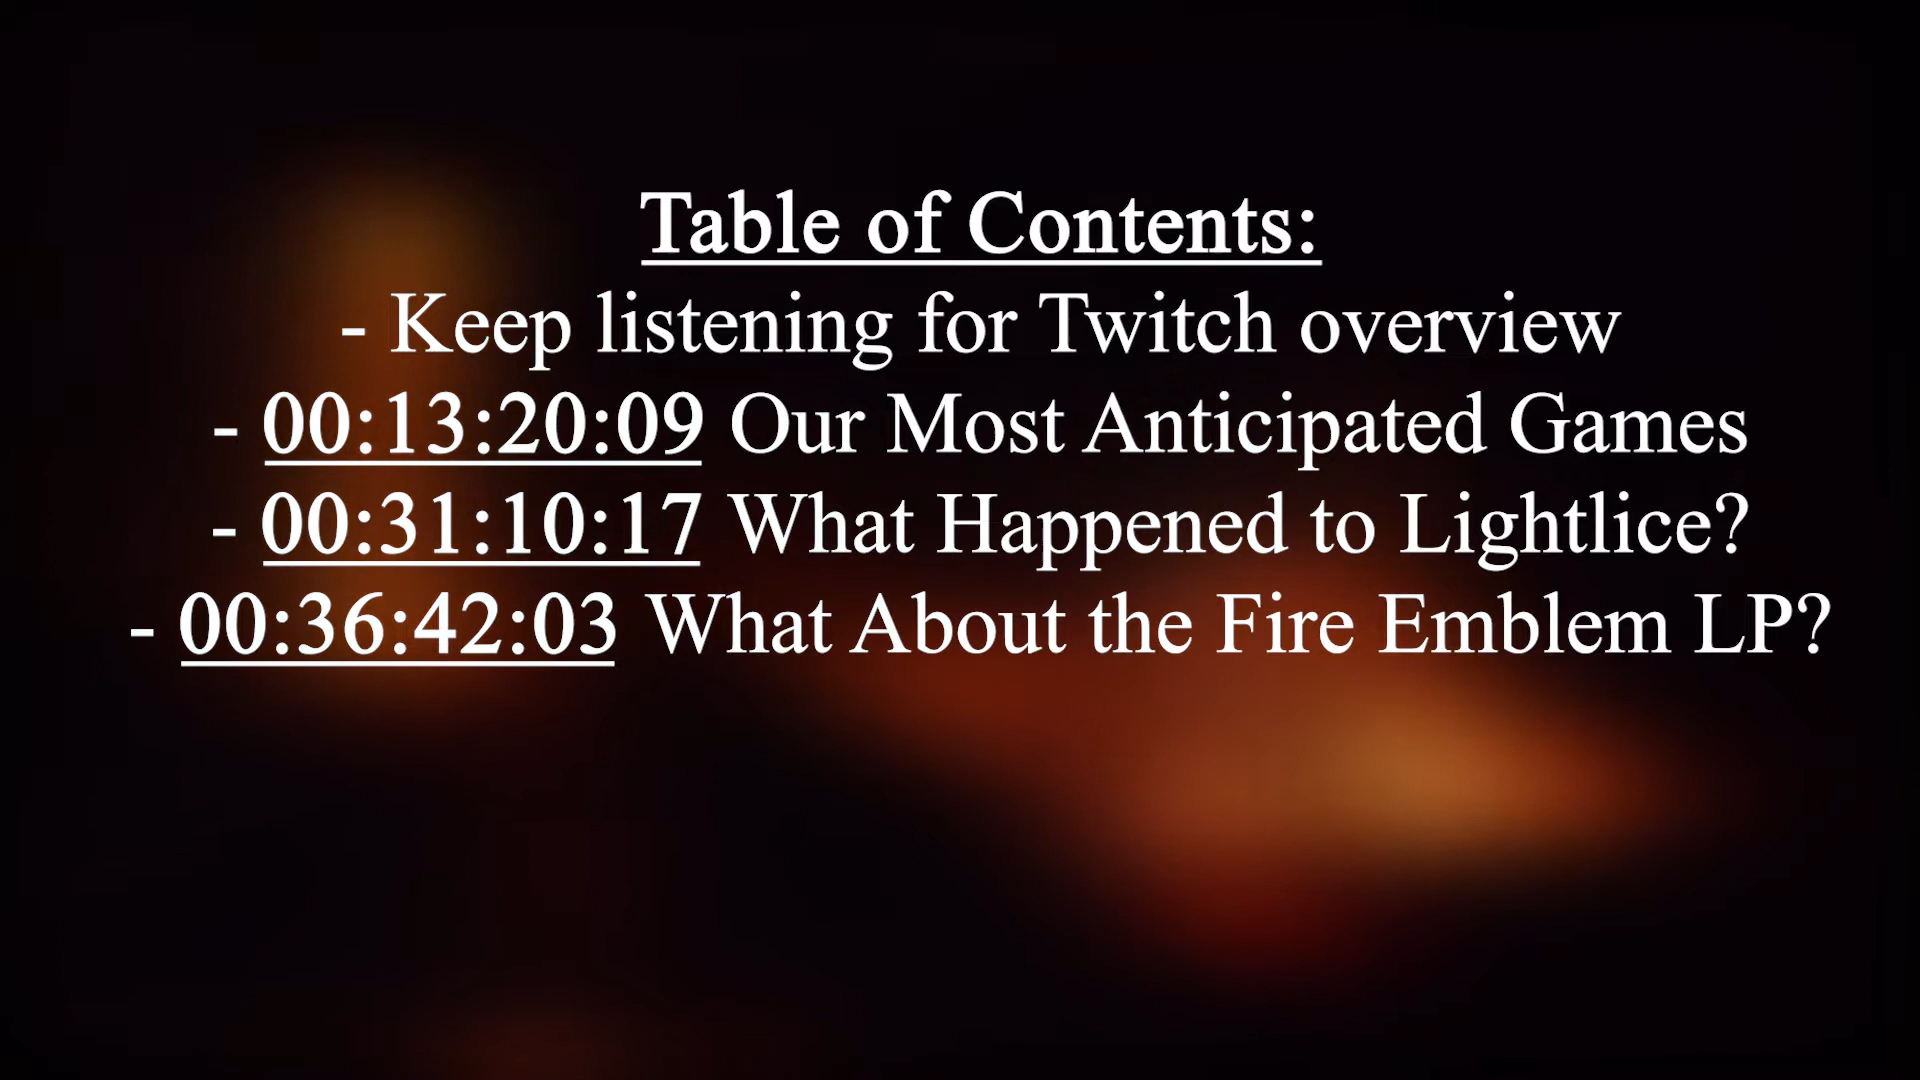 Table of Contents:
- Keep listening for Twitch overview
- 00:13:20:09 Our Most Anticipated Games
- 00:31:10:17 What Happened to Lightlice?
- 00:36:42:03 What About the Fire Emblem LP?